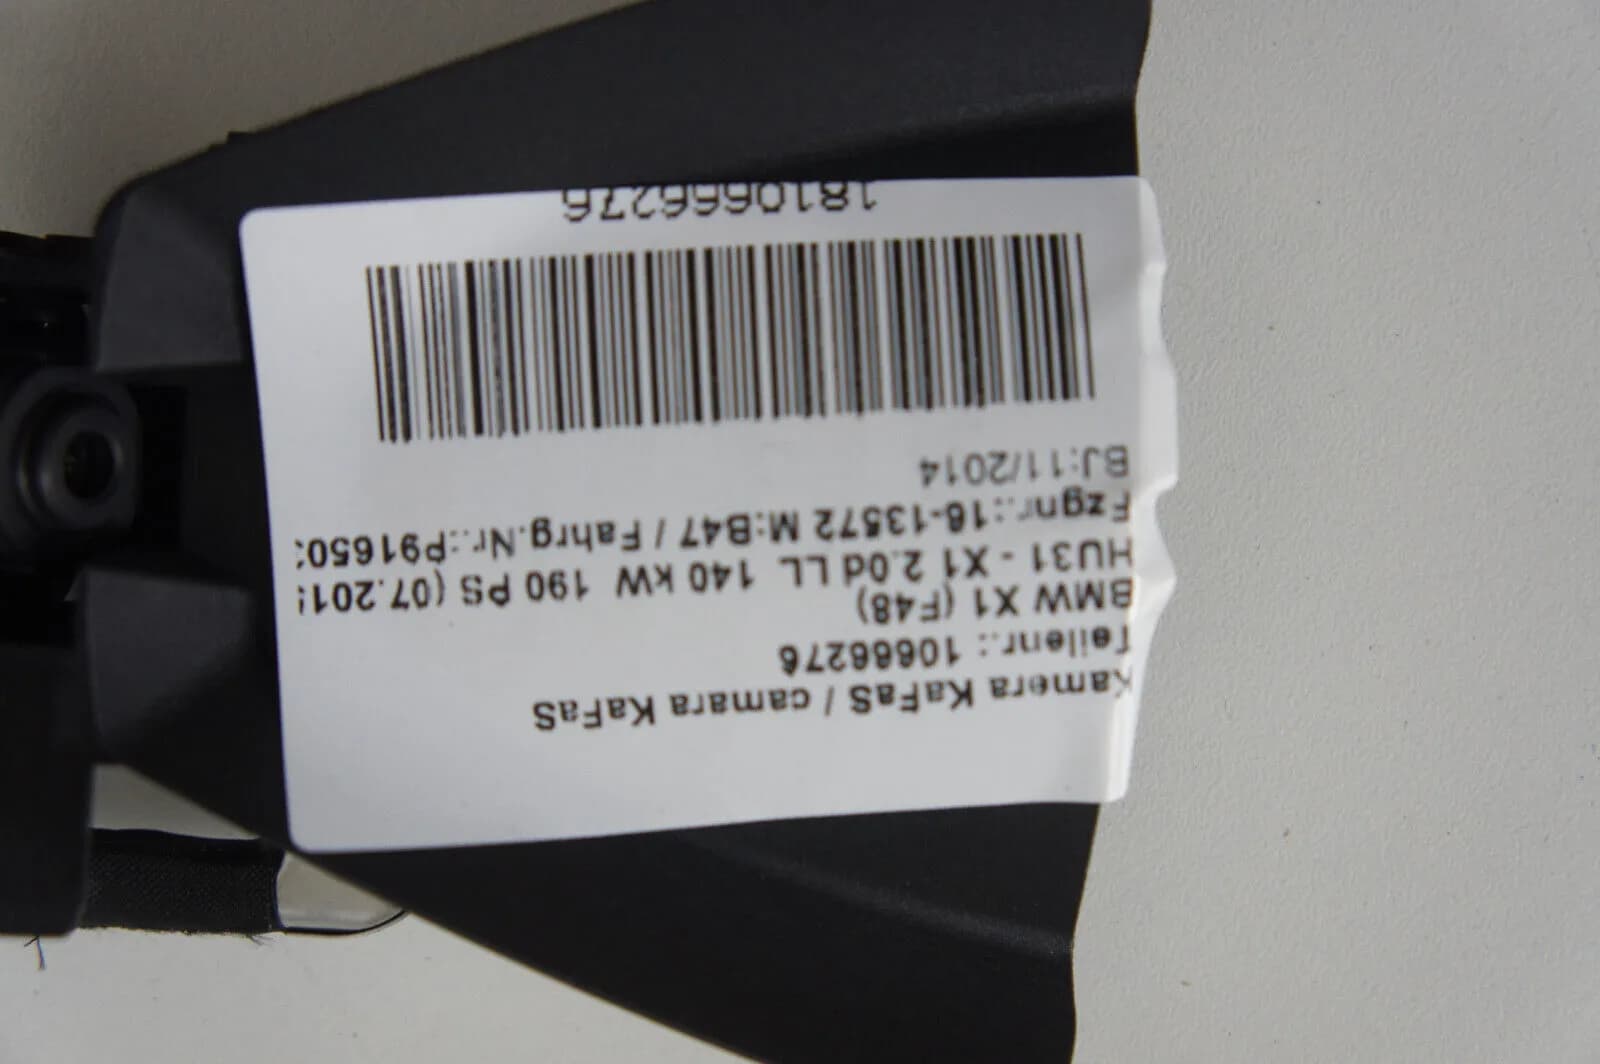 Kamera KaFaS / camara KaFaS
Teilenr.: 10666276
BMW X1 (F48)
HU31 - X1 2.0d LL 140 kW 190 PS (07.201
Fzgnr.:16-13572 M:B47 / Fahrg.Nr.:P91650
BJ:11/2014
1810666276